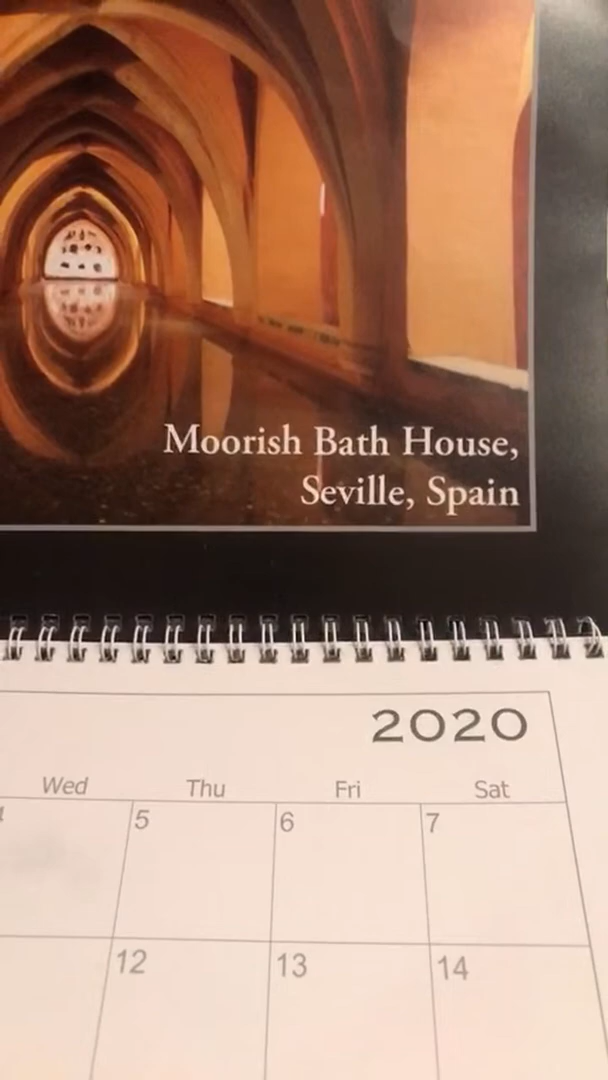 Moorish Bath House,
Seville, Spain
2020
Wed Thu Fri Sat
5 6 7
12 13 14